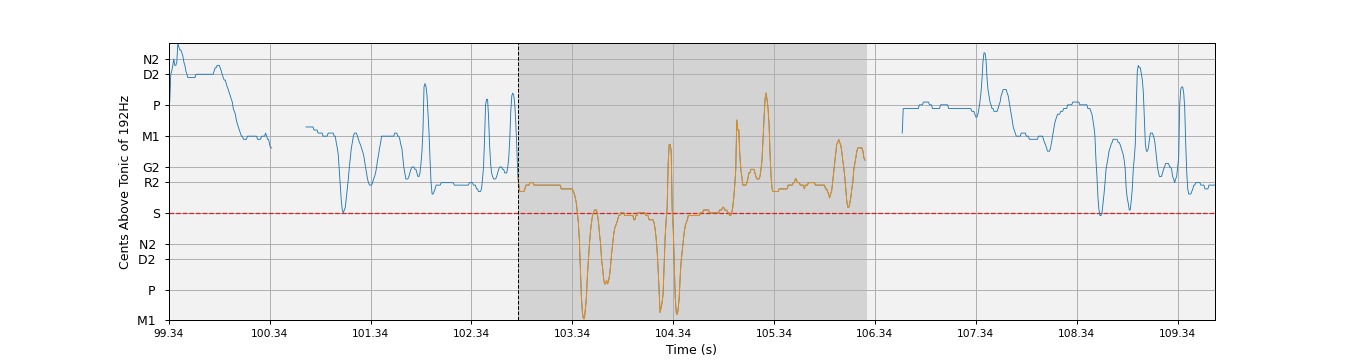 Cents Above Tonic of 192Hz
N2
D2
P
M1
G2
R2
S
N2
D2
P
M1
99.34 100.34 101.34 102.34 103.34 104.34 105.34 106.34 107.34 108.34 109.34
Time (s)